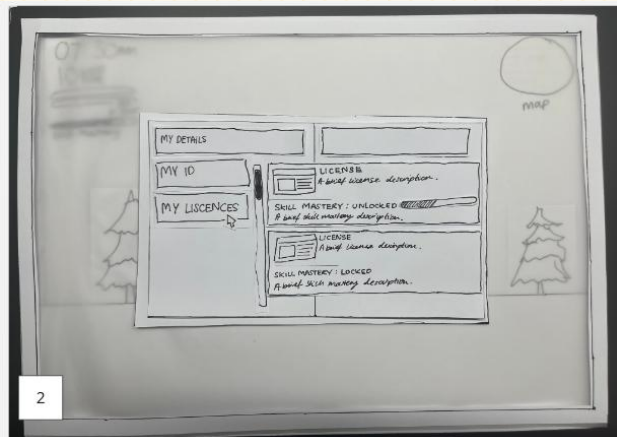 map
MY DETAILS
MY ID
MY LISCENCES
LICENSE
A brief license description.
SKILL MASTERY : UNLOCKED
A brief skill mastery description.
LICENSE
A brief license description.
SKILL MASTERY : LOCKED
A brief skill mastery description.
2